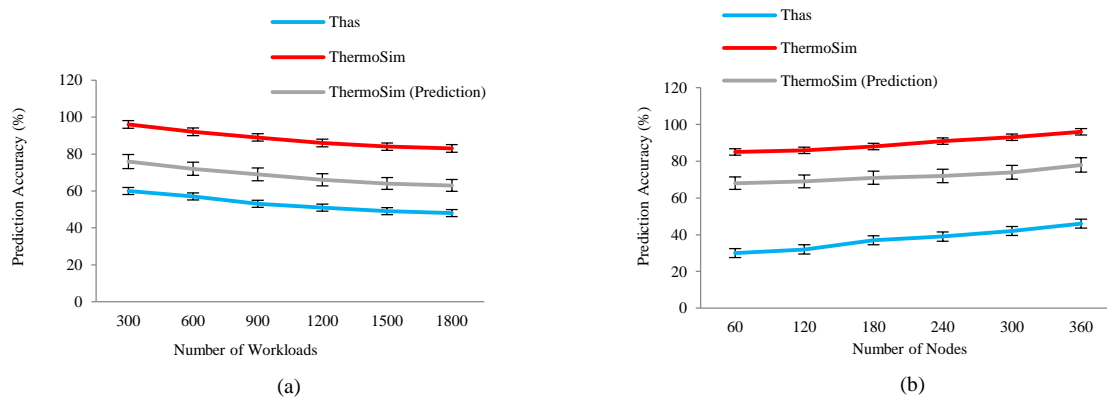 Thas
ThermoSim
ThermoSim (Prediction)
Prediction Accuracy (%)
120
100
80
60
40
20
0
300 600 900 1200 1500 1800
Number of Workloads
(a)
Thas
ThermoSim
ThermoSim (Prediction)
Prediction Accuracy (%)
120
100
80
60
40
20
0
60 120 180 240 300 360
Number of Nodes
(b)